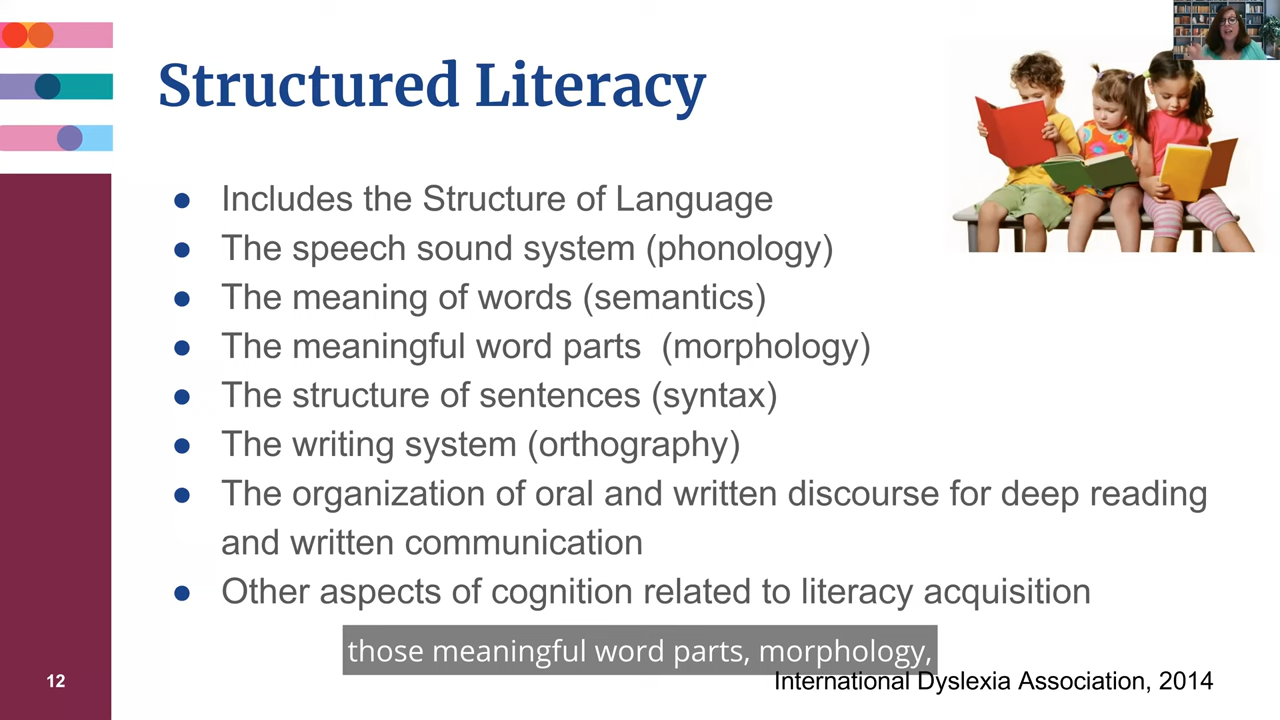 Structured Literacy
● Includes the Structure of Language
● The speech sound system (phonology)
● The meaning of words (semantics)
● The meaningful word parts  (morphology)
● The structure of sentences (syntax)
● The writing system (orthography)
● The organization of oral and written discourse for deep reading
and written communication
● Other aspects of cognition related to literacy acquisition
those meaningful word parts, morphology,
12
International Dyslexia Association, 2014